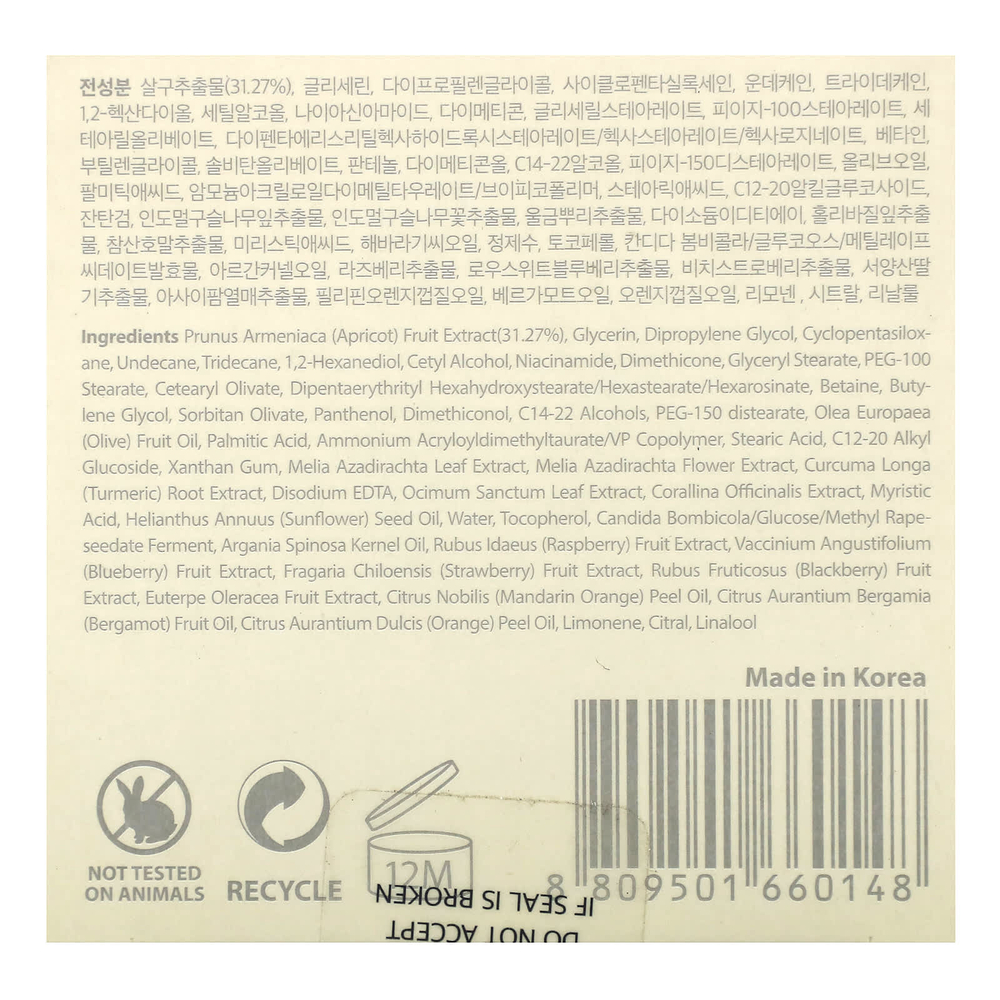 전성분 살구추출물(31.27%), 글리세린, 다이프로필렌글라이콜, 사이클로펜타실록세인, 운데케인, 트라이데케인,
1,2-헥산다이올, 세틸알코올, 나이아신아마이드, 다이메티콘, 글리세릴스테아레이트, 피이지-100스테아레이트, 세
테아릴올리베이트, 다이펜타에리스리틸헥사하이드록시스테아레이트/헥사스테아레이트/헥사로지네이트, 베타인,
부틸렌글라이콜, 솔비탄올리베이트, 판테놀, 다이메티콘올, C14-22알코올, 피이지-150디스테아레이트, 올리브오일,
팔미틱애씨드, 암모늄아크릴로일다이메틸타우레이트/브이피코폴리머, 스테아릭애씨드, C12-20알킬글루코사이드,
잔탄검, 인도멀구슬나무잎추출물, 인도멀구슬나무꽃추출물, 울금뿌리추출물, 다이소듐이디티에이, 홀리바질잎추출
물, 참산호말추출물, 미리스틱애씨드, 해바라기씨오일, 정제수, 토코페롤, 칸디다 봄비콜라/글루코오스/메틸레이프
씨데이트발효물, 아르간커넬오일, 라즈베리추출물, 로우스위트블루베리추출물, 비치스트로베리추출물, 서양산딸
기추출물, 아사이팜열매추출물, 필리핀오렌지껍질오일, 베르가모트오일, 오렌지껍질오일, 리모넨 , 시트랄, 리날룰
Ingredients Prunus Armeniaca (Apricot) Fruit Extract(31.27%), Glycerin, Dipropylene Glycol, Cyclopentasilox-
ane, Undecane, Tridecane, 1,2-Hexanediol, Cetyl Alcohol, Niacinamide, Dimethicone, Glyceryl Stearate, PEG-100
Stearate, Cetearyl Olivate, Dipentaerythrityl Hexahydroxystearate/Hexastearate/Hexarosinate, Betaine, Buty-
lene Glycol, Sorbitan Olivate, Panthenol, Dimethiconol, C14-22 Alcohols, PEG-150 distearate, Olea Europaea
(Olive) Fruit Oil, Palmitic Acid, Ammonium Acryloyldimethyltaurate/VP Copolymer, Stearic Acid, C12-20 Alkyl
Glucoside, Xanthan Gum, Melia Azadirachta Leaf Extract, Melia Azadirachta Flower Extract, Curcuma Longa
(Turmeric) Root Extract, Disodium EDTA, Ocimum Sanctum Leaf Extract, Corallina Officinalis Extract, Myristic
Acid, Helianthus Annuus (Sunflower) Seed Oil, Water, Tocopherol, Candida Bombicola/Glucose/Methyl Rape-
seedate Ferment, Argania Spinosa Kernel Oil, Rubus Idaeus (Raspberry) Fruit Extract, Vaccinium Angustifolium
(Blueberry) Fruit Extract, Fragaria Chiloensis (Strawberry) Fruit Extract, Rubus Fruticosus (Blackberry) Fruit
Extract, Euterpe Oleracea Fruit Extract, Citrus Nobilis (Mandarin Orange) Peel Oil, Citrus Aurantium Bergamia
(Bergamot) Fruit Oil, Citrus Aurantium Dulcis (Orange) Peel Oil, Limonene, Citral, Linalool
Made in Korea
NOT TESTED
ON ANIMALS
RECYCLE
12M
8 809501 660148
DO NOT ACCEPT
IF SEAL IS BROKEN